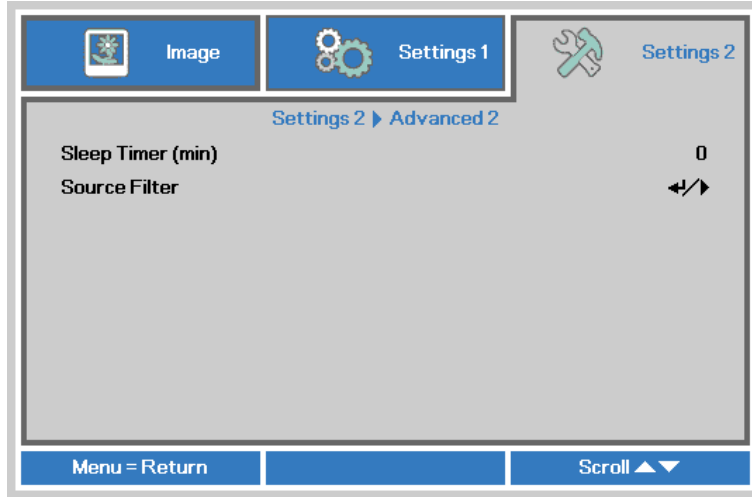 Image
Settings 1
Settings 2
Settings 2 ▶ Advanced 2
Sleep Timer (min) 0
Source Filter ↵/▶
Menu = Return
Scroll ▲▼